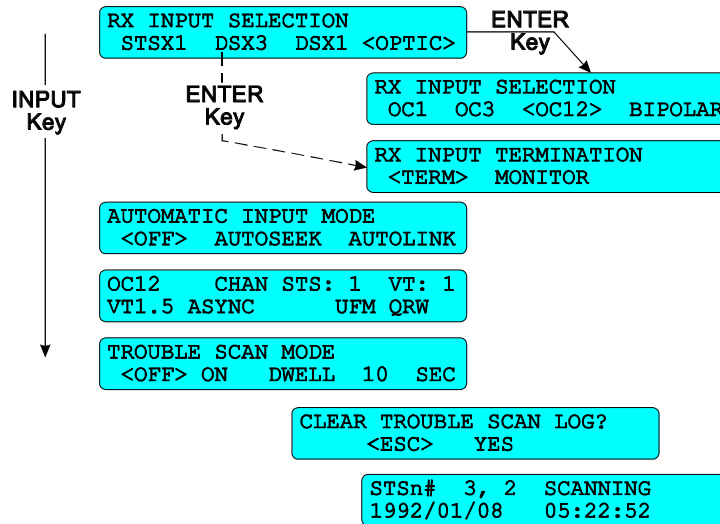 RX INPUT SELECTION
STSX1 DSX3 DSX1 <OPTIC>
ENTER
Key
INPUT
Key
ENTER
Key
RX INPUT SELECTION
OC1 OC3 <OC12> BIPOLAR
RX INPUT TERMINATION
<TERM> MONITOR
AUTOMATIC INPUT MODE
<OFF> AUTOSEEK AUTOLINK
OC12 CHAN STS: 1 VT: 1
VT1.5 ASYNC UFM QRW
TROUBLE SCAN MODE
<OFF> ON DWELL 10 SEC
CLEAR TROUBLE SCAN LOG?
<ESC> YES
STSn# 3, 2 SCANNING
1992/01/08 05:22:52